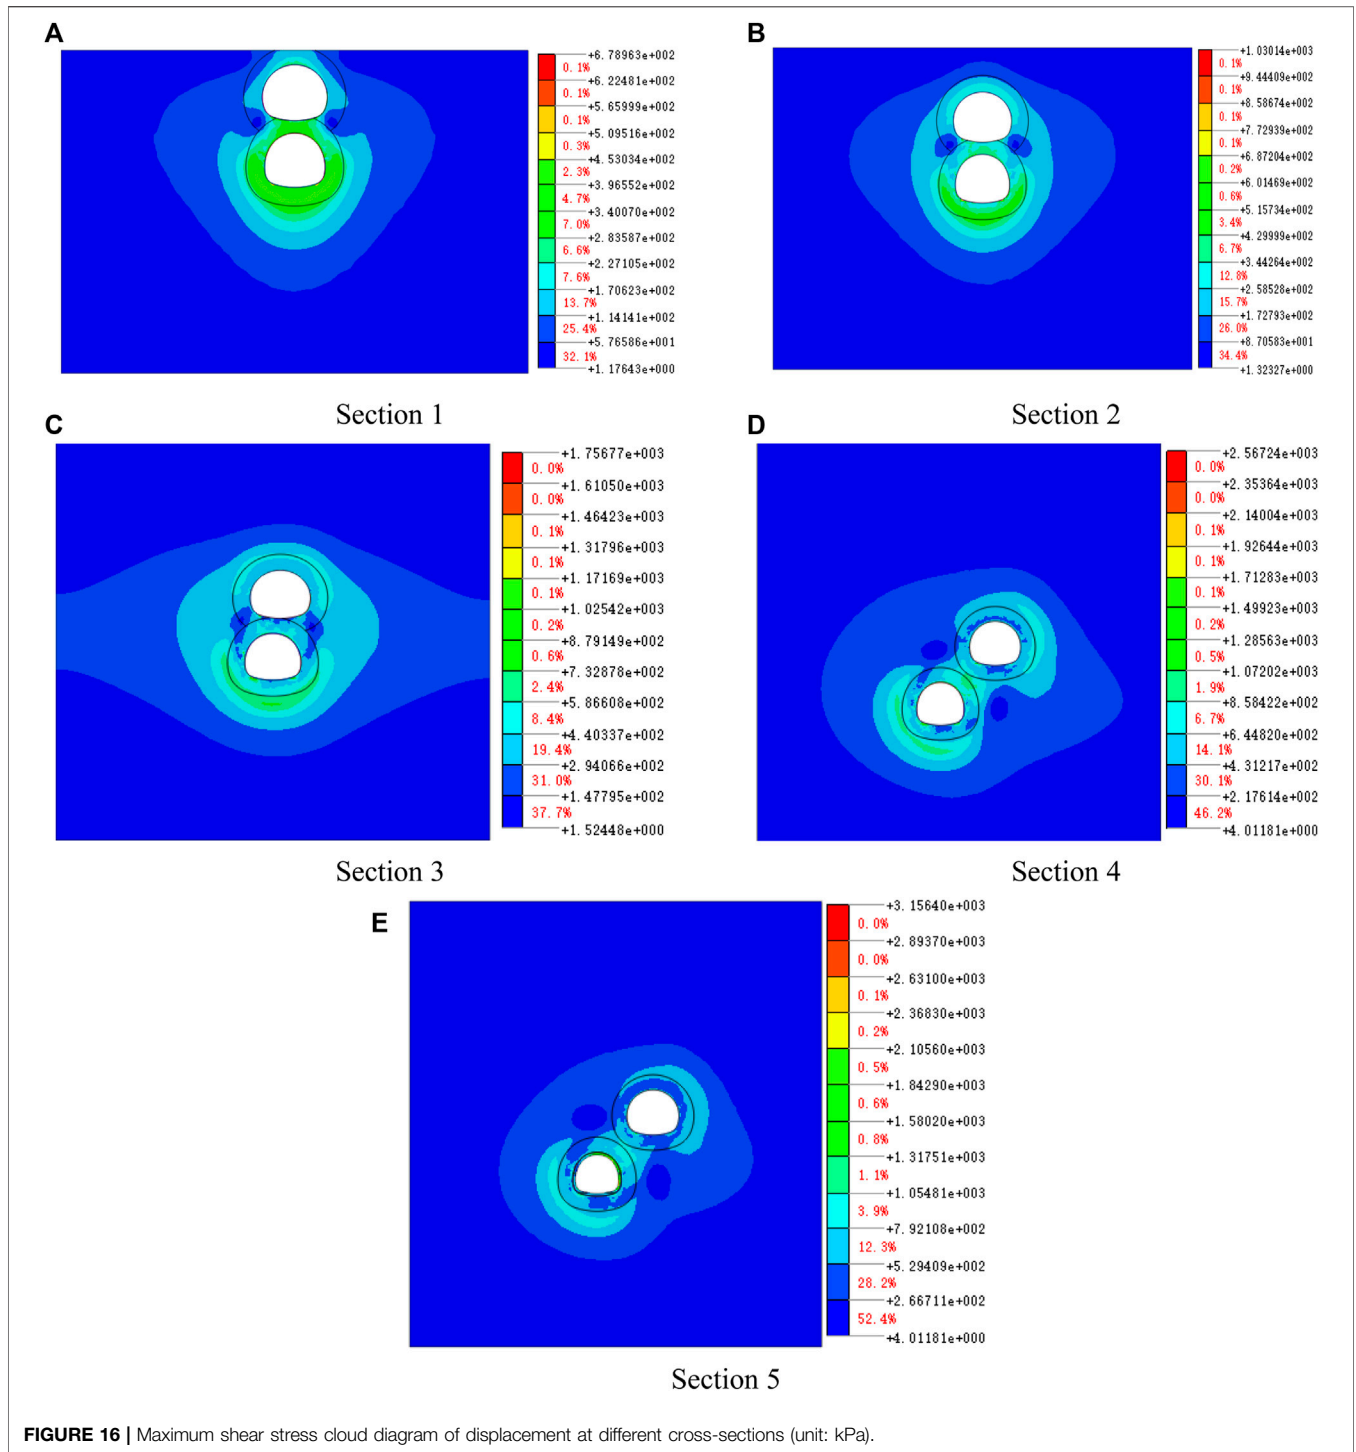 A
+6. 78963e+002
0. 1%
+6. 22481e+002
0. 1%
+5. 65999e+002
0. 1%
+5. 09516e+002
0. 3%
+4. 53034e+002
2. 3%
+3. 96552e+002
4. 7%
+3. 40070e+002
7. 0%
+2. 83587e+002
6. 6%
+2. 27105e+002
7. 6%
+1. 70623e+002
13. 7%
+1. 14141e+002
25. 4%
+5. 76586e+001
32. 1%
+1. 17643e+000
Section 1
B
+1. 03014e+003
0. 1%
+9. 44409e+002
0. 1%
+8. 58674e+002
0. 1%
+7. 72939e+002
0. 1%
+6. 87204e+002
0. 2%
+6. 01469e+002
0. 6%
+5. 15734e+002
3. 4%
+4. 29999e+002
6. 7%
+3. 44264e+002
12. 8%
+2. 58528e+002
15. 7%
+1. 72793e+002
26. 0%
+8. 70583e+001
34. 4%
+1. 32327e+000
Section 2
C
+1. 75677e+003
0. 0%
+1. 61050e+003
0. 0%
+1. 46423e+003
0. 1%
+1. 31796e+003
0. 1%
+1. 17169e+003
0. 1%
+1. 02542e+003
0. 2%
+8. 79149e+002
0. 6%
+7. 32878e+002
2. 4%
+5. 86608e+002
8. 4%
+4. 40337e+002
19. 4%
+2. 94066e+002
31. 0%
+1. 47795e+002
37. 7%
+1. 52448e+000
Section 3
D
+2. 56724e+003
0. 0%
+2. 35364e+003
0. 0%
+2. 14004e+003
0. 1%
+1. 92644e+003
0. 1%
+1. 71283e+003
0. 1%
+1. 49923e+003
0. 2%
+1. 28563e+003
0. 5%
+1. 07202e+003
1. 9%
+8. 58422e+002
6. 7%
+6. 44820e+002
14. 1%
+4. 31217e+002
30. 1%
+2. 17614e+002
46. 2%
+4. 01181e+000
Section 4
E
+3. 15640e+003
0. 0%
+2. 89370e+003
0. 0%
+2. 63100e+003
0. 1%
+2. 36830e+003
0. 2%
+2. 10560e+003
0. 5%
+1. 84290e+003
0. 6%
+1. 58020e+003
0. 8%
+1. 31751e+003
1. 1%
+1. 05481e+003
3. 9%
+7. 92108e+002
12. 3%
+5. 29409e+002
28. 2%
+2. 66711e+002
52. 4%
+4. 01181e+000
Section 5
FIGURE 16 | Maximum shear stress cloud diagram of displacement at different cross-sections (unit: kPa).